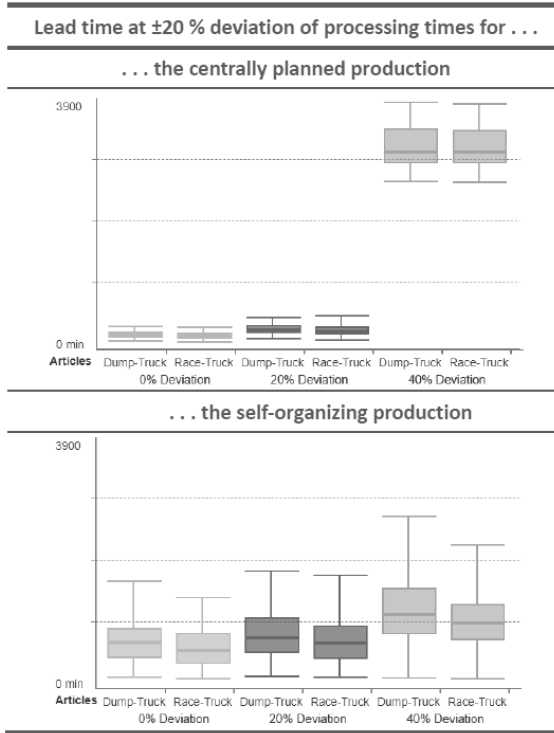 Lead time at ±20 % deviation of processing times for . . .
. . . the centrally planned production
3900
0 min
Articles Dump-Truck Race-Truck Dump-Truck Race-Truck Dump-Truck Race-Truck
0% Deviation 20% Deviation 40% Deviation
. . . the self-organizing production
3900
0 min
Articles Dump-Truck Race-Truck Dump-Truck Race-Truck Dump-Truck Race-Truck
0% Deviation 20% Deviation 40% Deviation